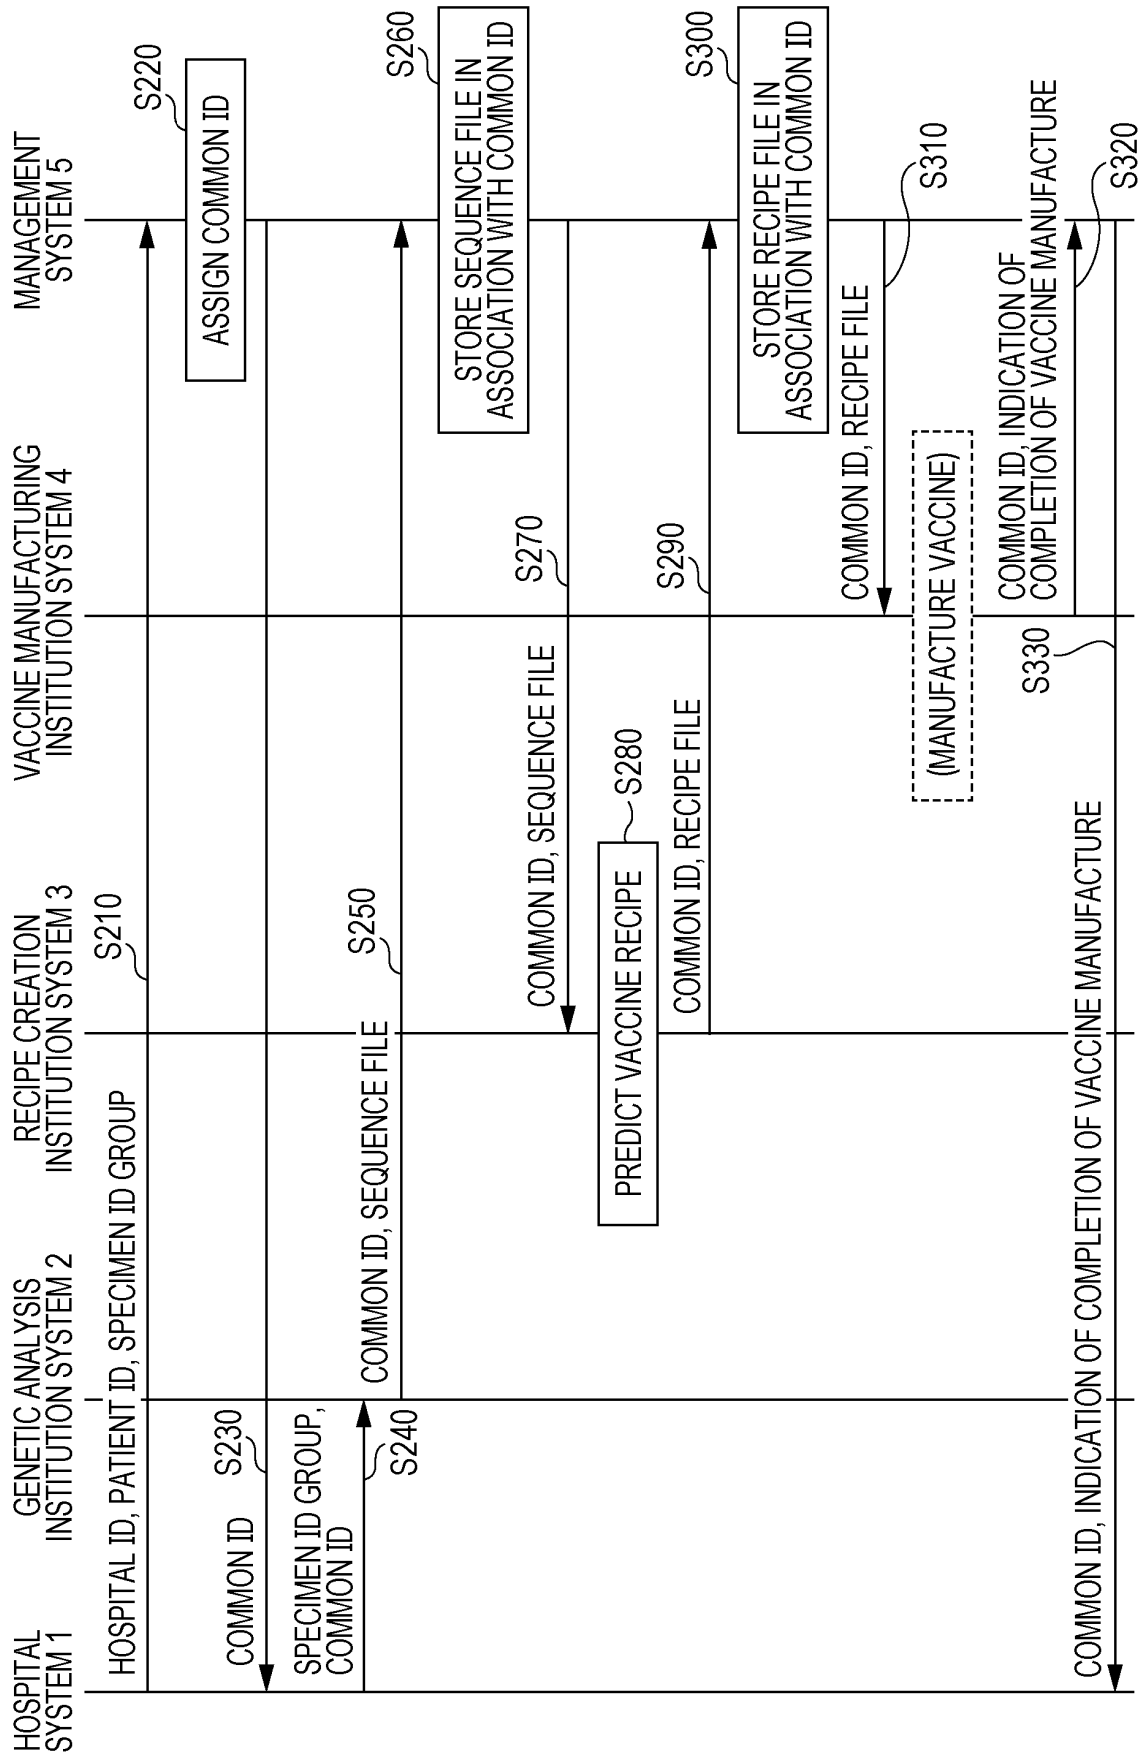 HOSPITAL
SYSTEM 1
GENETIC ANALYSIS
INSTITUTION SYSTEM 2
RECIPE CREATION
INSTITUTION SYSTEM 3
VACCINE MANUFACTURING
INSTITUTION SYSTEM 4
MANAGEMENT
SYSTEM 5
HOSPITAL ID, PATIENT ID, SPECIMEN ID GROUP
S210
S220
ASSIGN COMMON ID
COMMON ID
S230
SPECIMEN ID GROUP,
COMMON ID
S240
COMMON ID, SEQUENCE FILE
S250
S260
STORE SEQUENCE FILE IN
ASSOCIATION WITH COMMON ID
COMMON ID, SEQUENCE FILE
S270
PREDICT VACCINE RECIPE
S280
COMMON ID, RECIPE FILE
S290
S300
STORE RECIPE FILE IN
ASSOCIATION WITH COMMON ID
COMMON ID, RECIPE FILE
S310
(MANUFACTURE VACCINE)
COMMON ID, INDICATION OF
COMPLETION OF VACCINE MANUFACTURE
S320
COMMON ID, INDICATION OF COMPLETION OF VACCINE MANUFACTURE
S330